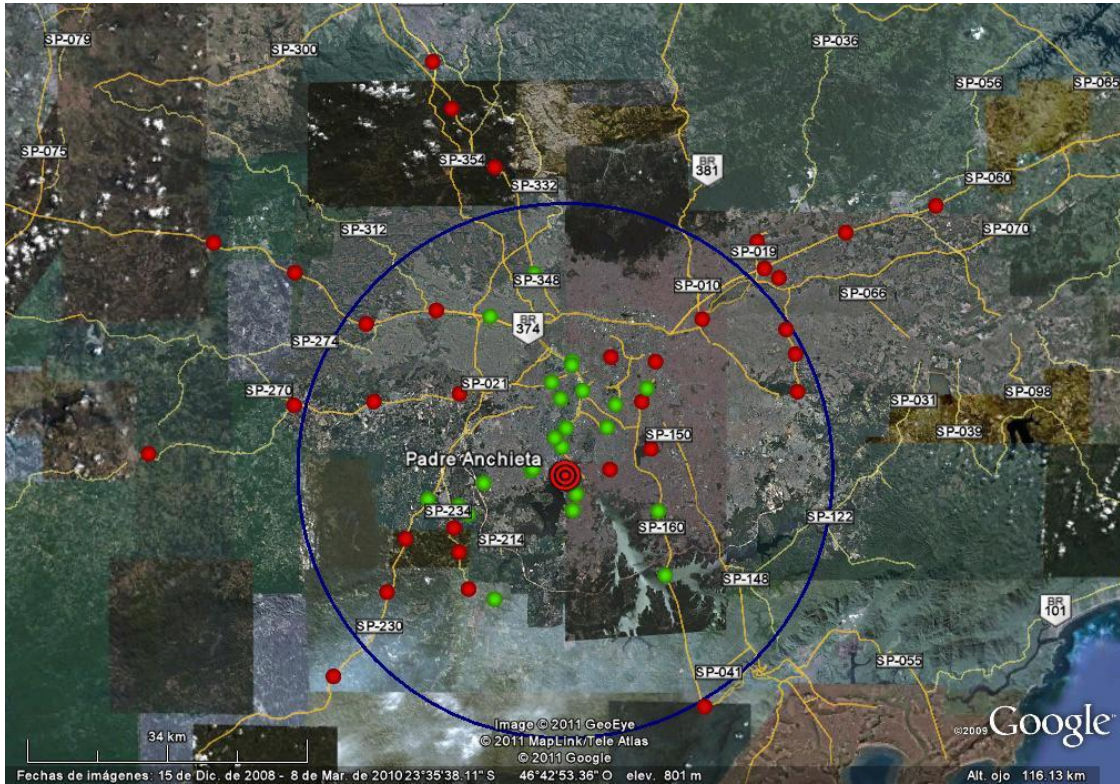 SP-079
SP-300
SP-036
SP-056
SP-065
SP-075
SP-354
SP-332
BR
381
SP-060
SP-312
SP-019
SP-070
SP-348
SP-010
SP-066
BR
374
SP-274
SP-270
SP-021
SP-031
SP-098
SP-150
SP-039
Padre Anchieta
SP-234
SP-214
SP-160
SP-122
SP-148
BR
101
SP-230
SP-041
SP-055
Image © 2011 GeoEye
© 2011 MapLink/Tele Atlas
© 2011 Google
©2009 Google™
34 km
Fechas de imágenes: 15 de Dic. de 2008 - 8 de Mar. de 2010 23°35'38.11" S 46°42'53.36" O elev. 801 m Alt. ojo 116.13 km